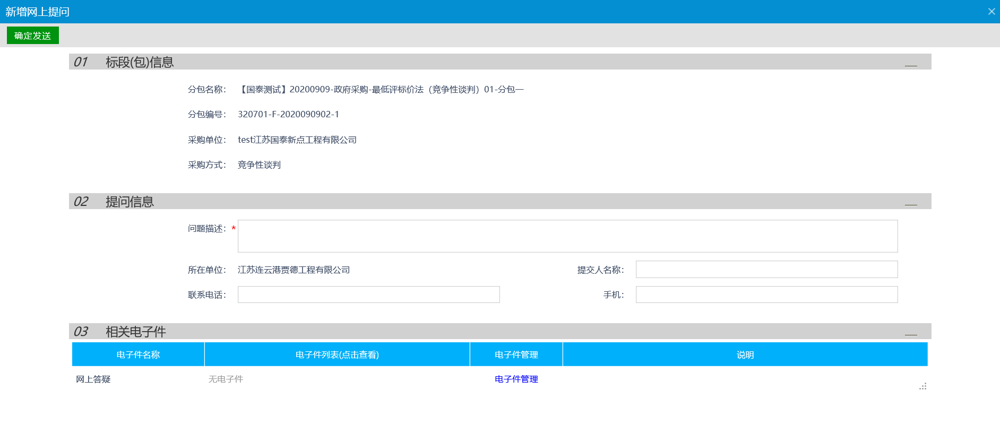 新增网上提问
确定发送
01 标段(包)信息
分包名称： 【国泰测试】20200909-政府采购-最低评标价法（竞争性谈判）01-分包一
分包编号： 320701-F-2020090902-1
采购单位： test江苏国泰新点工程有限公司
采购方式： 竞争性谈判
02 提问信息
问题描述：*
所在单位： 江苏连云港贾德工程有限公司 提交人名称：
联系电话： 手机：
03 相关电子件
电子件名称 电子件列表(点击查看) 电子件管理 说明
网上答疑 无电子件 电子件管理